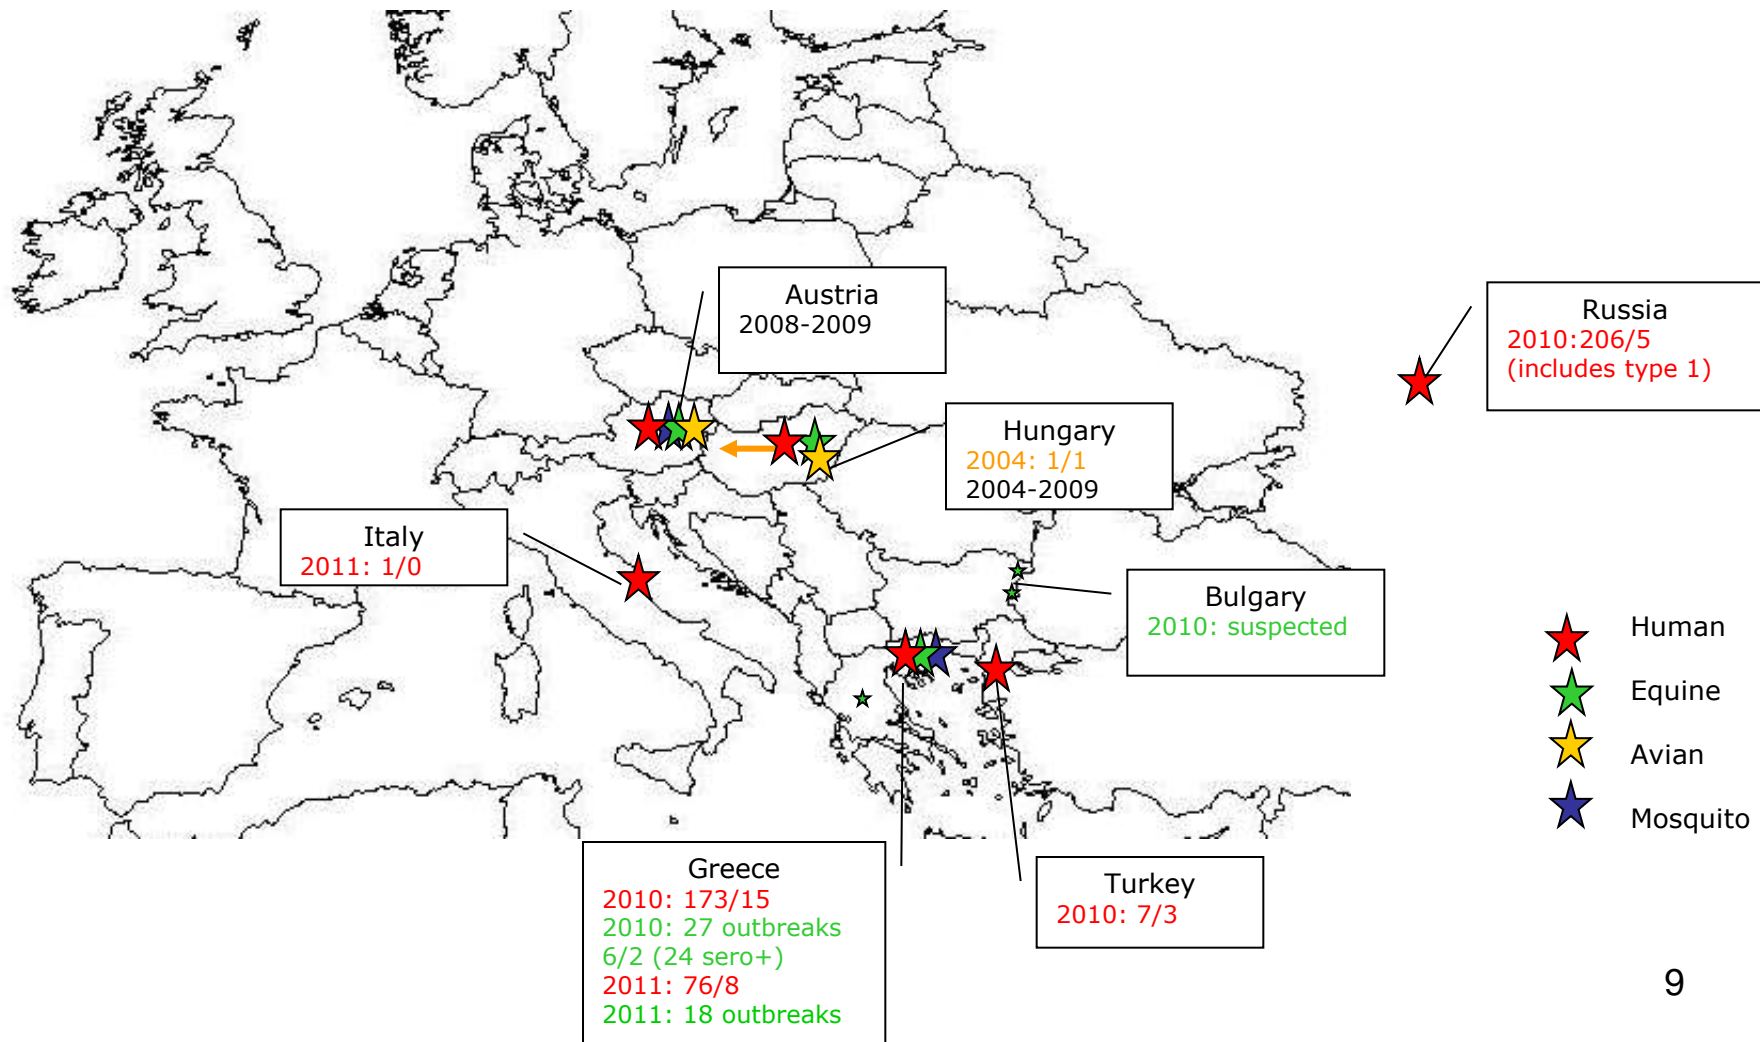 Austria
2008-2009
Russia
2010:206/5
(includes type 1)
Hungary
2004: 1/1
2004-2009
Italy
2011: 1/0
Bulgary
2010: suspected
Human
Equine
Avian
Mosquito
Greece
2010: 173/15
2010: 27 outbreaks
6/2 (24 sero+)
2011: 76/8
2011: 18 outbreaks
Turkey
2010: 7/3
9